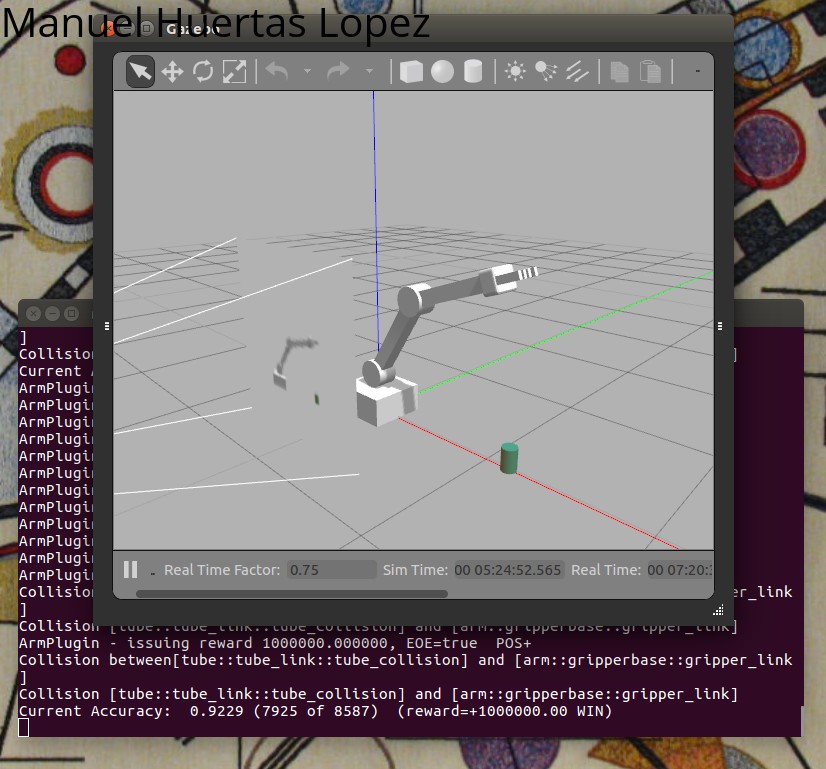 Manuel Huertas Lopez
Gazebo
Real Time Factor: 0.75 Sim Time: 00 05:24:52.565 Real Time: 00 07:20:
]
Collision ]
Current
ArmPlugin
ArmPlugin
ArmPlugin
ArmPlugin
ArmPlugin
ArmPlugin
ArmPlugin
ArmPlugin
ArmPlugin
ArmPlugin
ArmPlugin
ArmPlugin
Collision er_link
]
Collision [tube::tube_link::tube_collision] and [arm::gripperbase::gripper_link]
ArmPlugin - issuing reward 1000000.000000, EOE=true POS+
Collision between[tube::tube_link::tube_collision] and [arm::gripperbase::gripper_link
]
Collision [tube::tube_link::tube_collision] and [arm::gripperbase::gripper_link]
Current Accuracy: 0.9229 (7925 of 8587) (reward=+1000000.00 WIN)